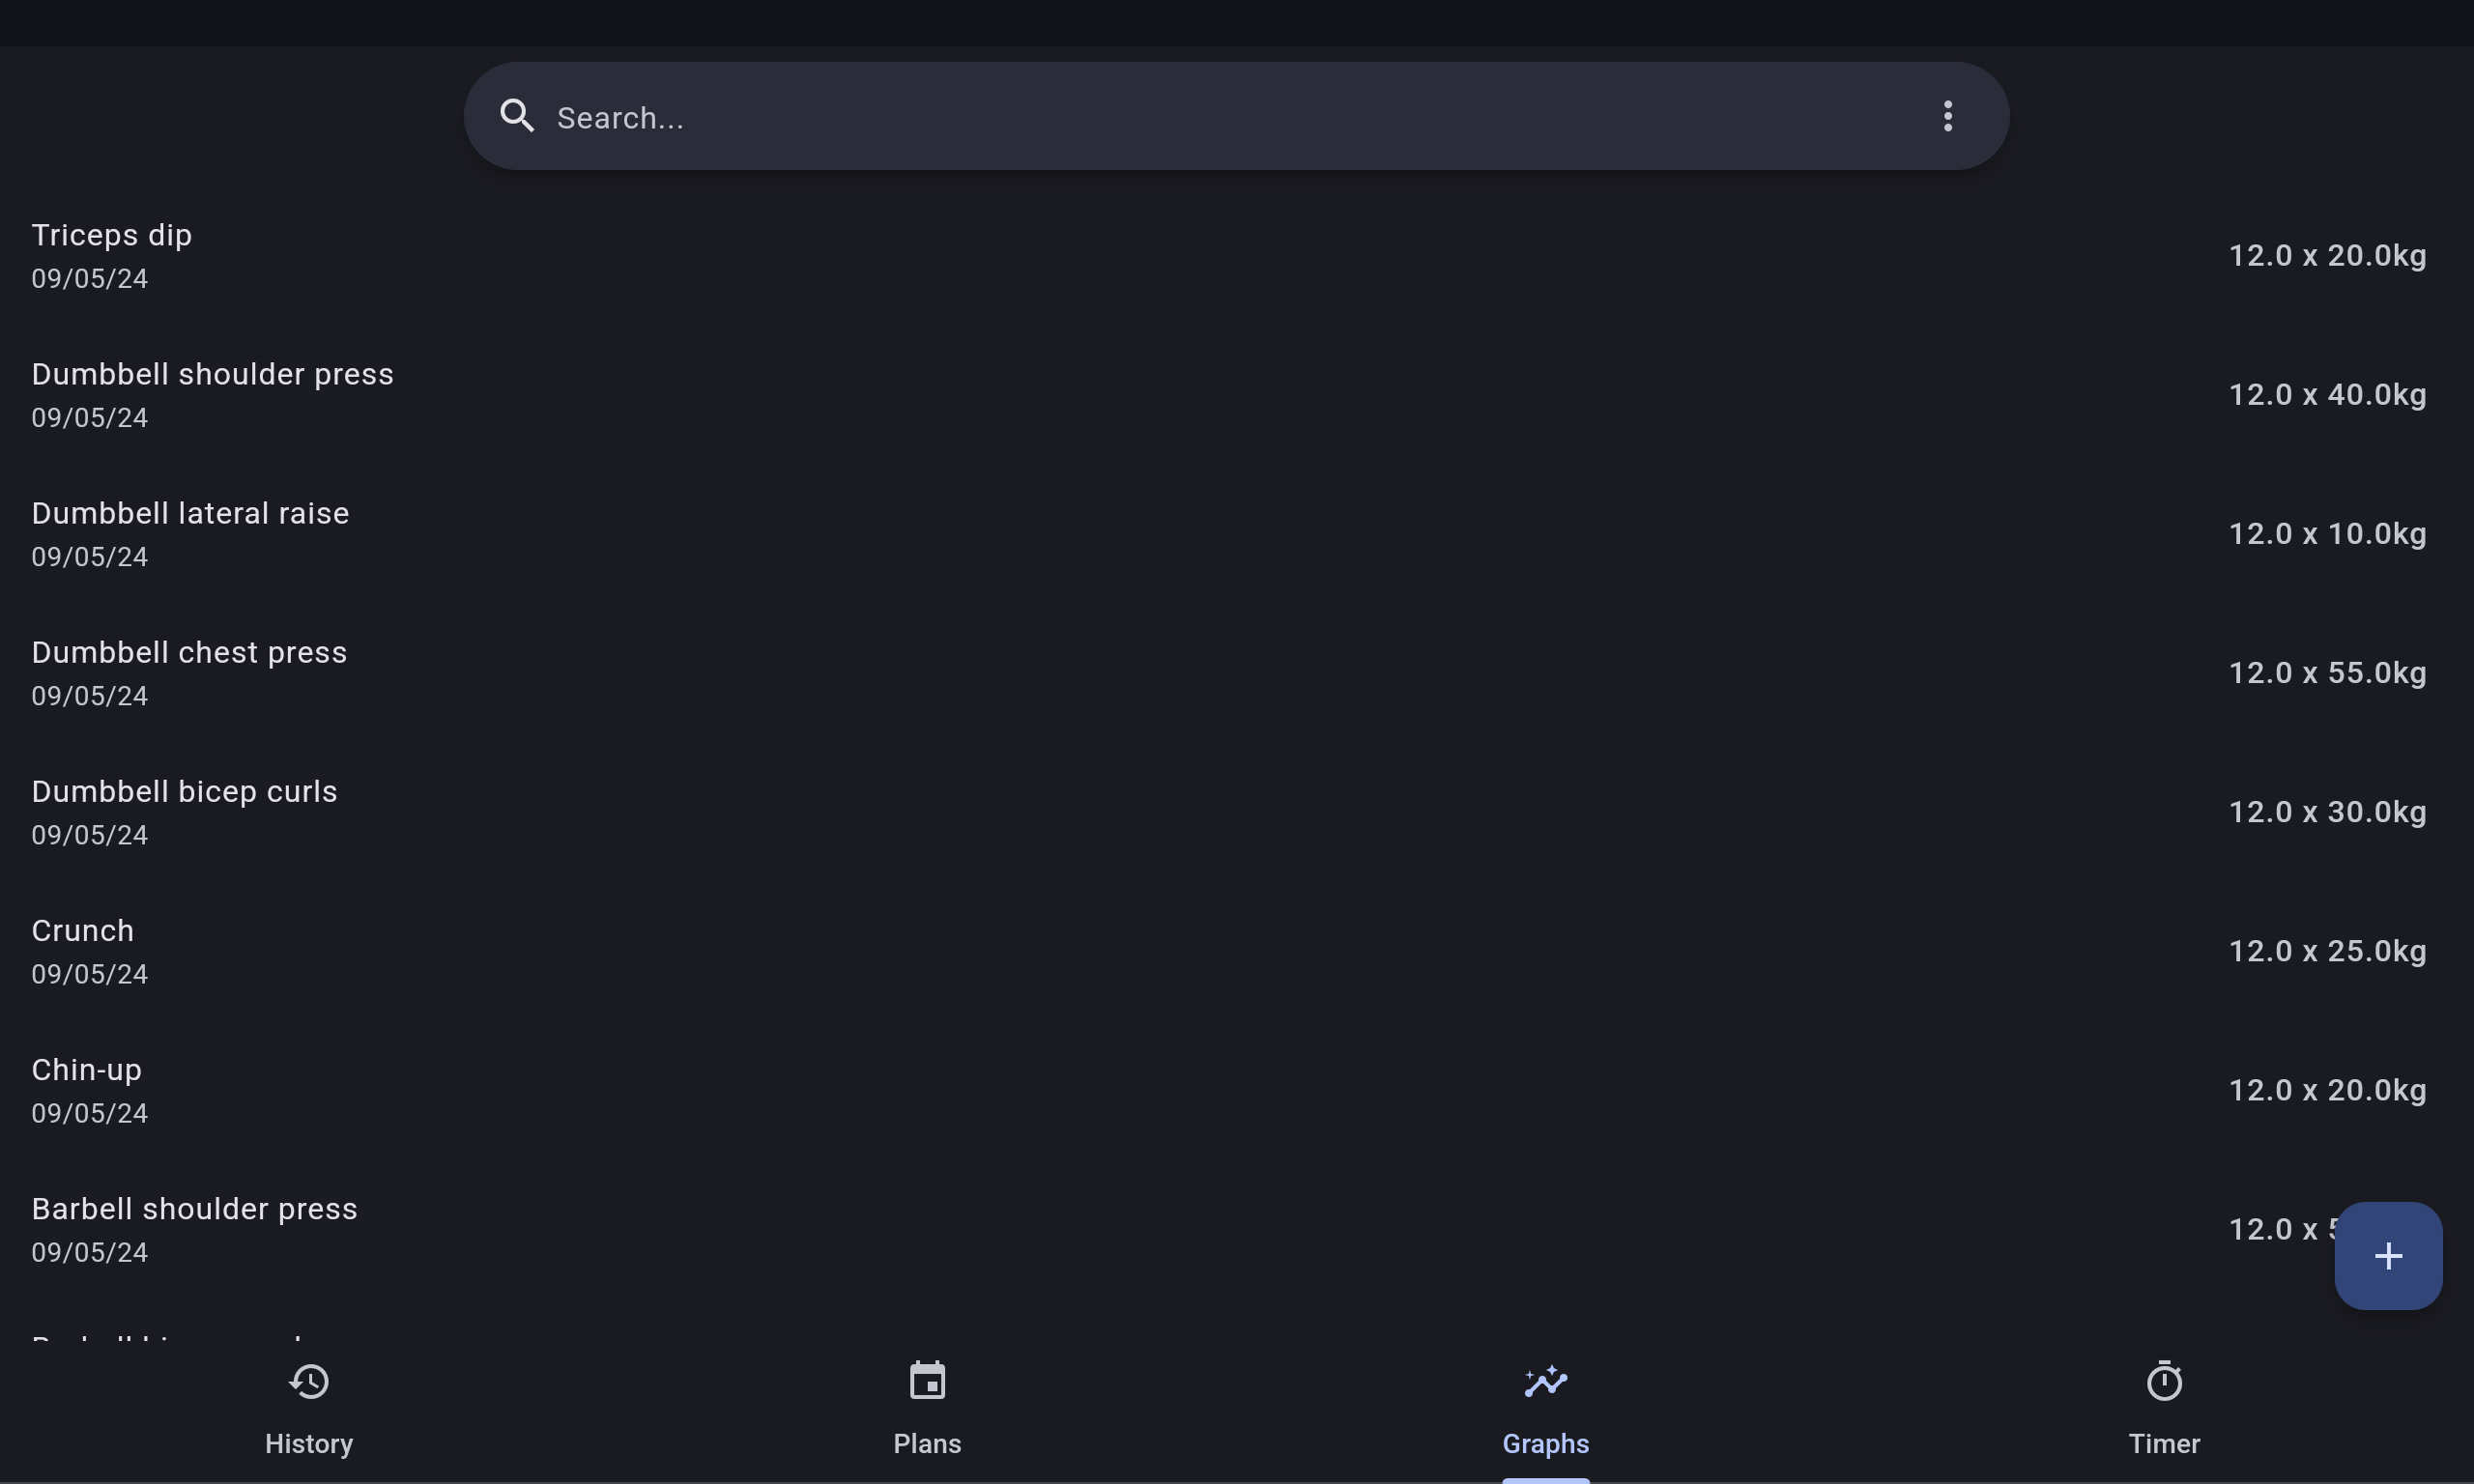 Search...
Triceps dip
09/05/24
12.0 x 20.0kg
Dumbbell shoulder press
09/05/24
12.0 x 40.0kg
Dumbbell lateral raise
09/05/24
12.0 x 10.0kg
Dumbbell chest press
09/05/24
12.0 x 55.0kg
Dumbbell bicep curls
09/05/24
12.0 x 30.0kg
Crunch
09/05/24
12.0 x 25.0kg
Chin-up
09/05/24
12.0 x 20.0kg
Barbell shoulder press
09/05/24
12.0 x
History
Plans
Graphs
Timer